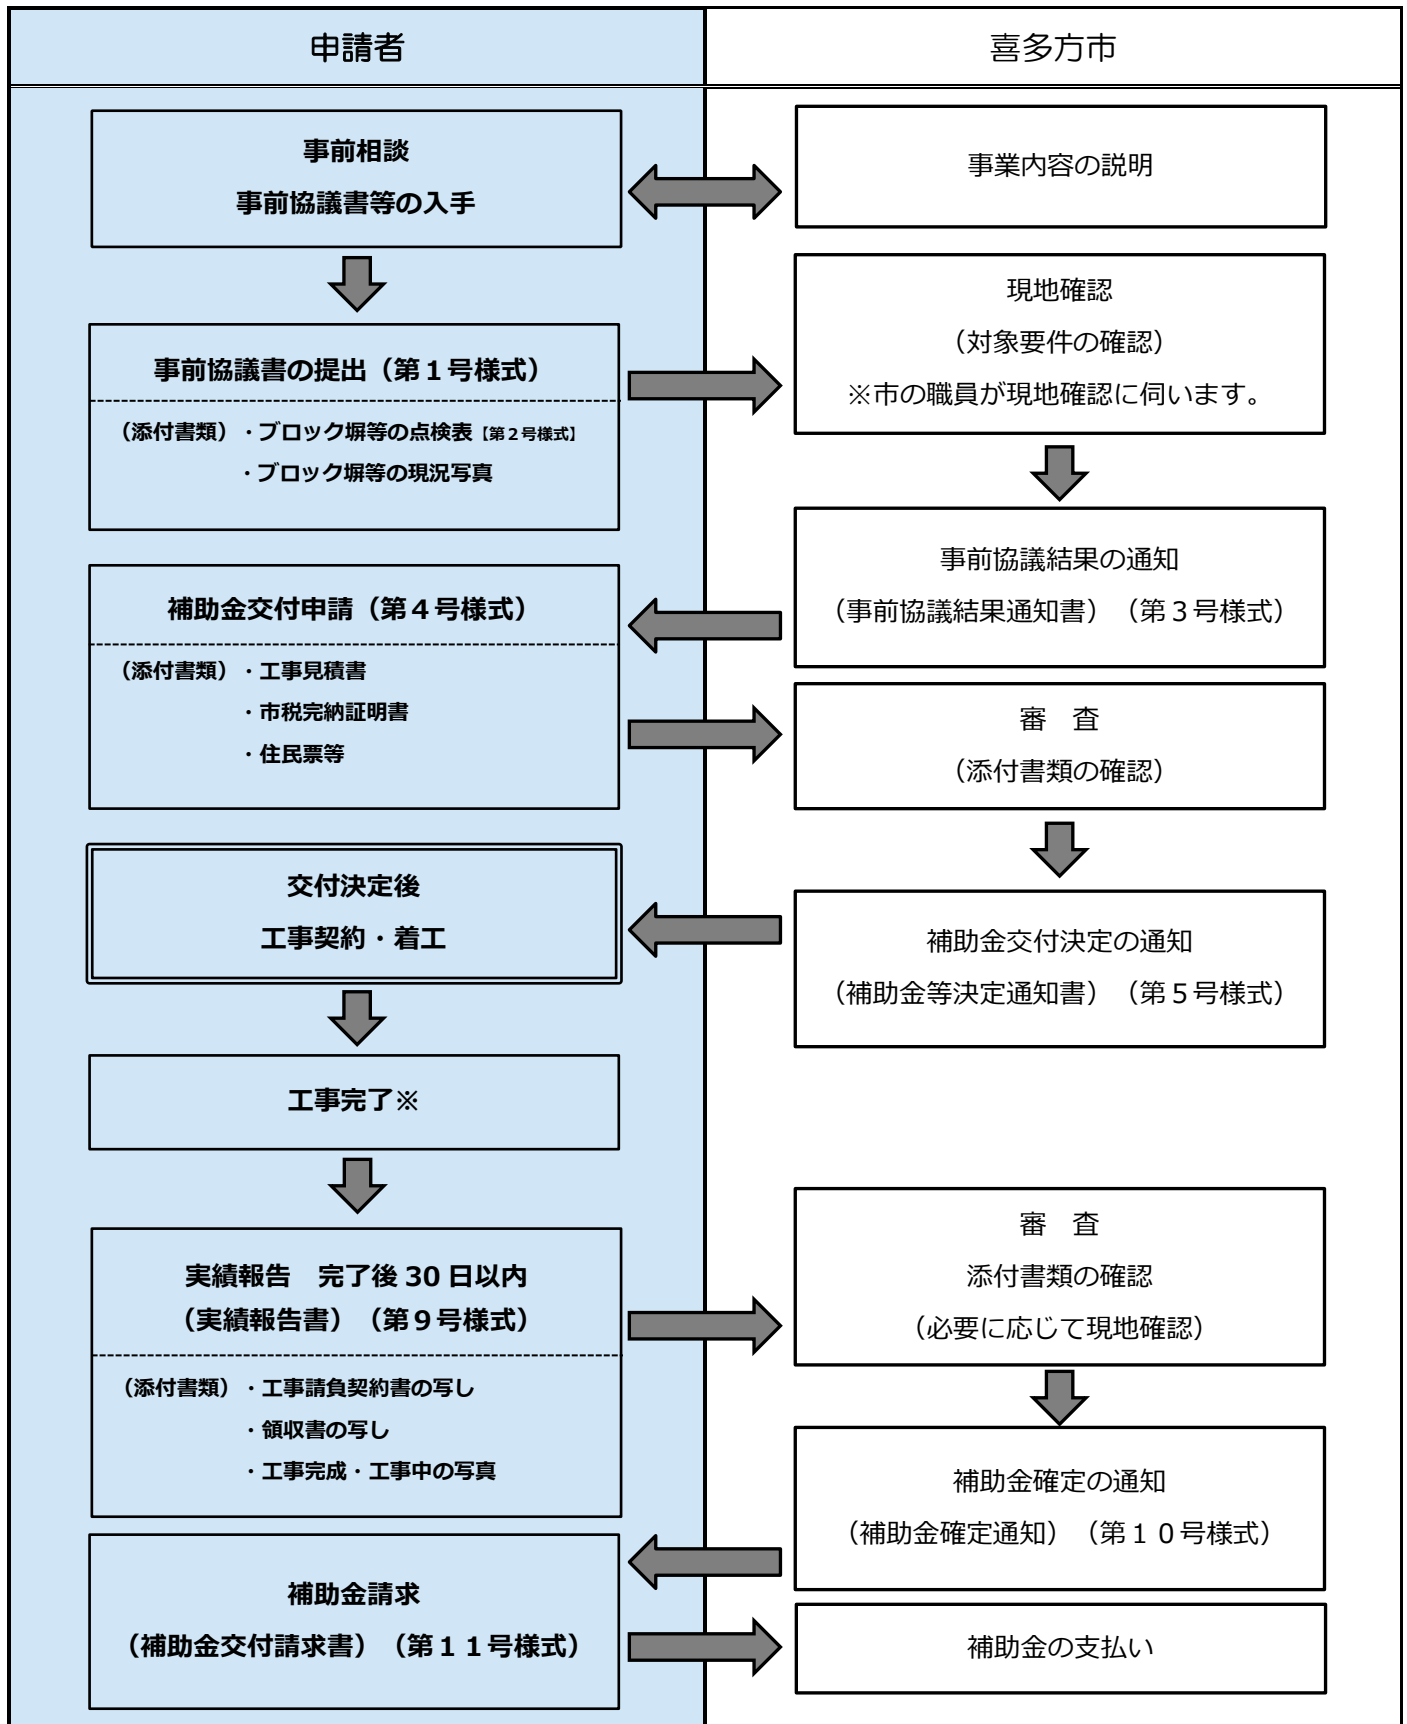 申請者
喜多方市
事前相談
事前協議書等の入手
事業内容の説明
現地確認
（対象要件の確認）
※市の職員が現地確認に伺います。
事前協議書の提出（第１号様式）
（添付書類）・ブロック塀等の点検表【第２号様式】
・ブロック塀等の現況写真
事前協議結果の通知
（事前協議結果通知書）（第３号様式）
補助金交付申請（第４号様式）
（添付書類）・工事見積書
・市税完納証明書
・住民票等
審　査
（添付書類の確認）
補助金交付決定の通知
（補助金等決定通知書）（第５号様式）
交付決定後
工事契約・着工
工事完了※
実績報告　完了後 30 日以内
（実績報告書）（第９号様式）
（添付書類）・工事請負契約書の写し
・領収書の写し
・工事完成・工事中の写真
審　査
添付書類の確認
（必要に応じて現地確認）
補助金確定の通知
（補助金確定通知）（第１０号様式）
補助金請求
（補助金交付請求書）（第１１号様式）
補助金の支払い